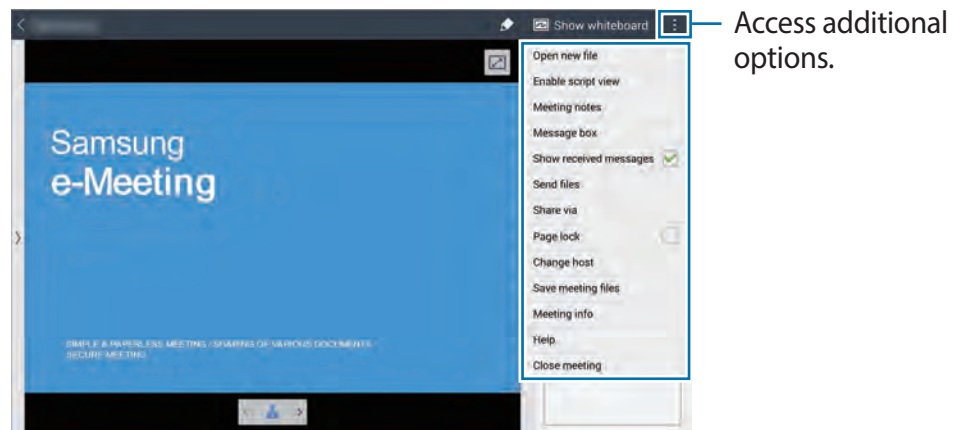 Show whiteboard
Access additional
options.
Open new file
Enable script view
Meeting notes
Message box
Show received messages
Send files
Share via
Page lock
Change host
Save meeting files
Meeting info
Help
Close meeting
Samsung
e-Meeting
SIMPLE & PAPERLESS MEETING / SHARING OF VARIOUS DOCUMENTS /
SECURE MEETING